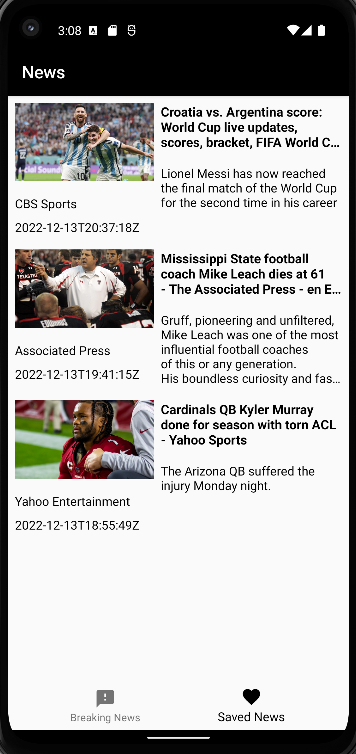 3:08
News
Croatia vs. Argentina score:
World Cup live updates,
scores, bracket, FIFA World C...
Lionel Messi has now reached
the final match of the World Cup
for the second time in his career
CBS Sports
2022-12-13T20:37:18Z
Mississippi State football
coach Mike Leach dies at 61
- The Associated Press - en E...
Gruff, pioneering and unfiltered,
Mike Leach was one of the most
influential football coaches
of this or any generation.
His boundless curiosity and fas...
Associated Press
2022-12-13T19:41:15Z
Cardinals QB Kyler Murray
done for season with torn ACL
- Yahoo Sports
The Arizona QB suffered the
injury Monday night.
Yahoo Entertainment
2022-12-13T18:55:49Z
Breaking News
Saved News